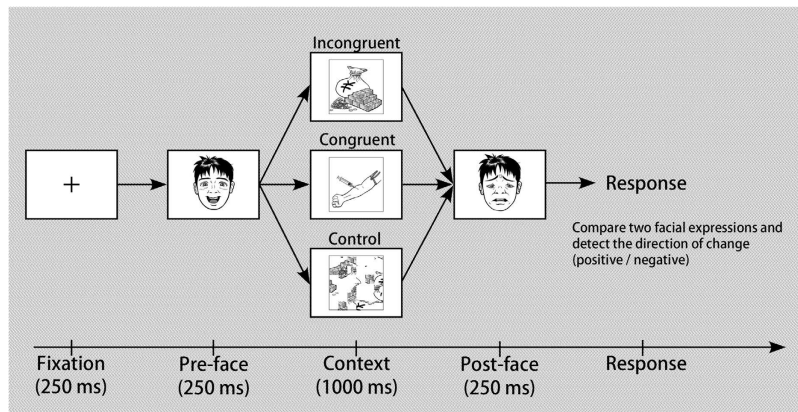 Incongruent
Congruent
Control
Response
Compare two facial expressions and
detect the direction of change
(positive / negative)
Fixation
(250 ms)
Pre-face
(250 ms)
Context
(1000 ms)
Post-face
(250 ms)
Response